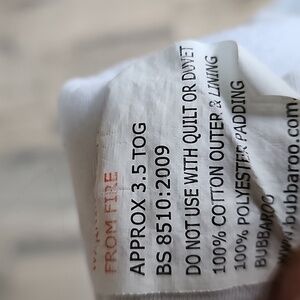 FROM FIRE
APPROX 3.5 TOG
BS 8510:2009
DO NOT USE WITH QUILT OR DUVET
100% COTTON OUTER & LINING
100% POLYESTER PADDING
BUBBAROO
www.bubbaroo.com